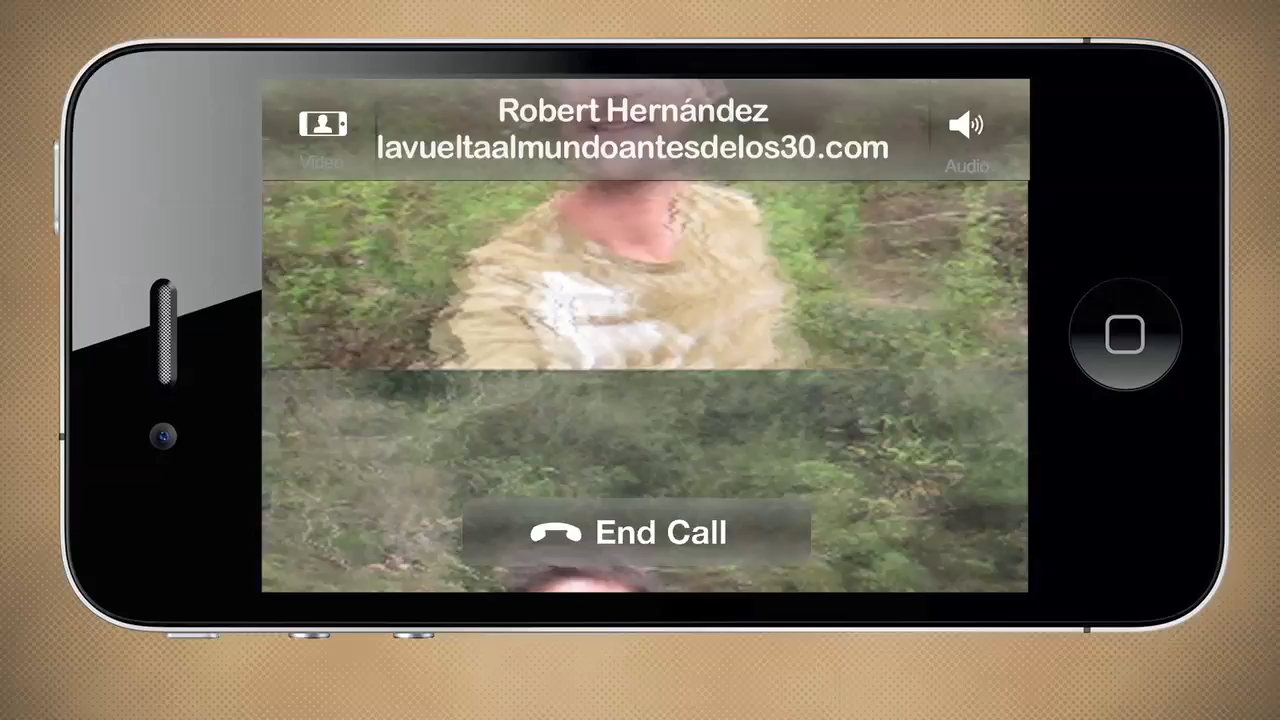 Robert Hernández
lavueltaalmundoantesdelos30.com
Video
Audio
End Call